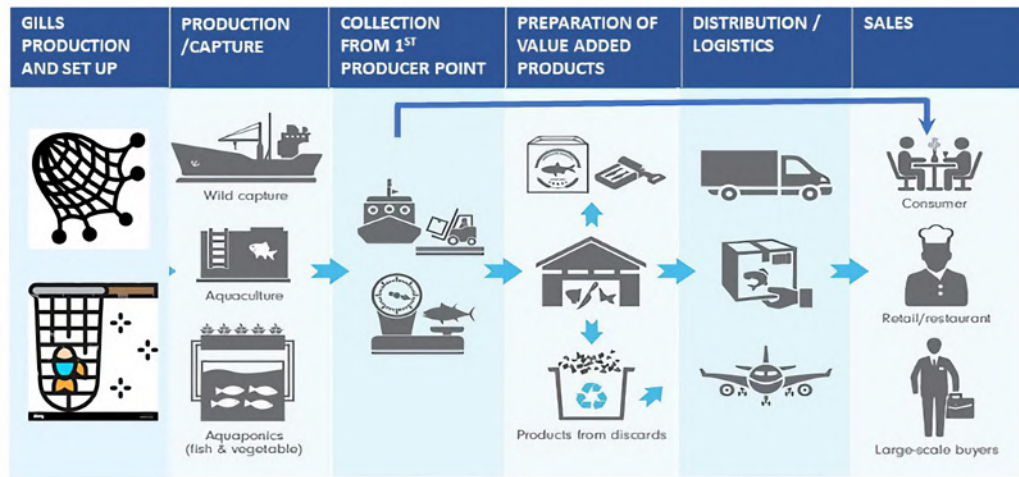 GILLS
PRODUCTION
AND SET UP
PRODUCTION
/CAPTURE
COLLECTION
FROM 1ST
PRODUCER POINT
PREPARATION OF
VALUE ADDED
PRODUCTS
DISTRIBUTION /
LOGISTICS
SALES
Wild capture
Aquaculture
Aquaponics
(fish & vegetable)
Products from discards
Consumer
Retail/restaurant
Large-scale buyers